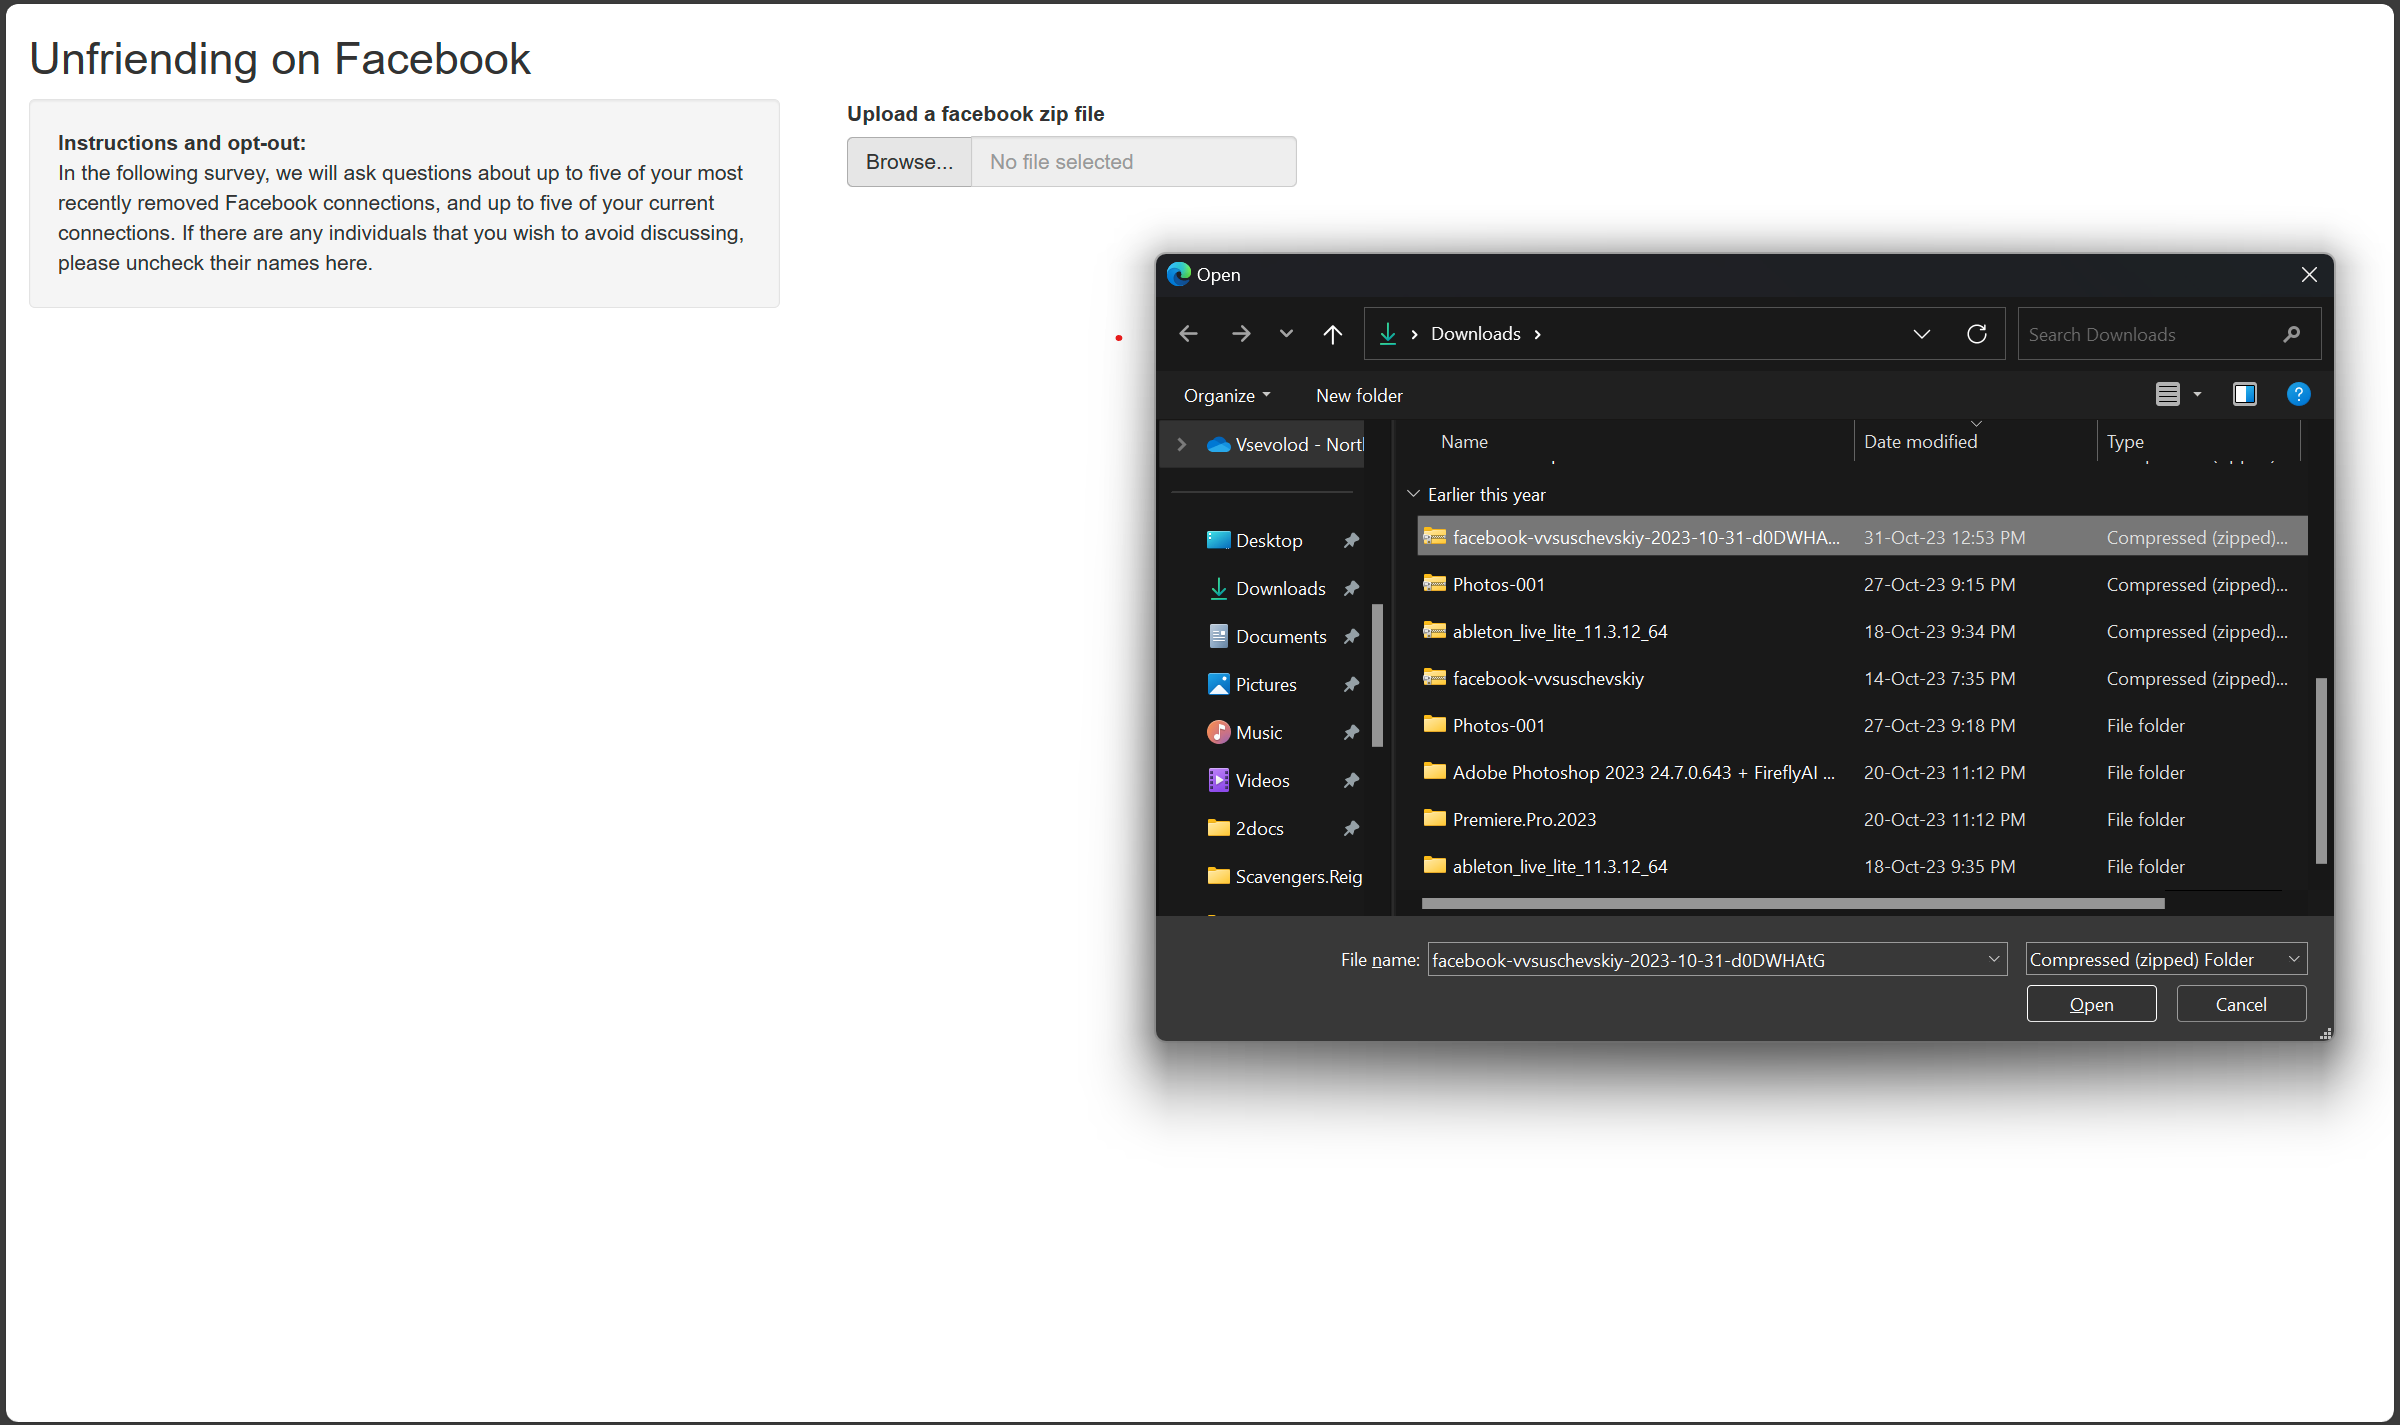 Unfriending on Facebook
Instructions and opt-out:
In the following survey, we will ask questions about up to five of your most
recently removed Facebook connections, and up to five of your current
connections. If there are any individuals that you wish to avoid discussing,
please uncheck their names here.
Upload a facebook zip file
Browse... No file selected
Open
Downloads
Search Downloads
Organize New folder
Vsevolod - Nort
Desktop
Downloads
Documents
Pictures
Music
Videos
2docs
Scavengers.Reig
Name Date modified Type
Earlier this year
facebook-vvsuschevskiy-2023-10-31-d0DWHA... 31-Oct-23 12:53 PM Compressed (zipped)...
Photos-001 27-Oct-23 9:15 PM Compressed (zipped)...
ableton_live_lite_11.3.12_64 18-Oct-23 9:34 PM Compressed (zipped)...
facebook-vvsuschevskiy 14-Oct-23 7:35 PM Compressed (zipped)...
Photos-001 27-Oct-23 9:18 PM File folder
Adobe Photoshop 2023 24.7.0.643 + FireflyAI ... 20-Oct-23 11:12 PM File folder
Premiere.Pro.2023 20-Oct-23 11:12 PM File folder
ableton_live_lite_11.3.12_64 18-Oct-23 9:35 PM File folder
File name: facebook-vvsuschevskiy-2023-10-31-d0DWHAtG Compressed (zipped) Folder
Open Cancel